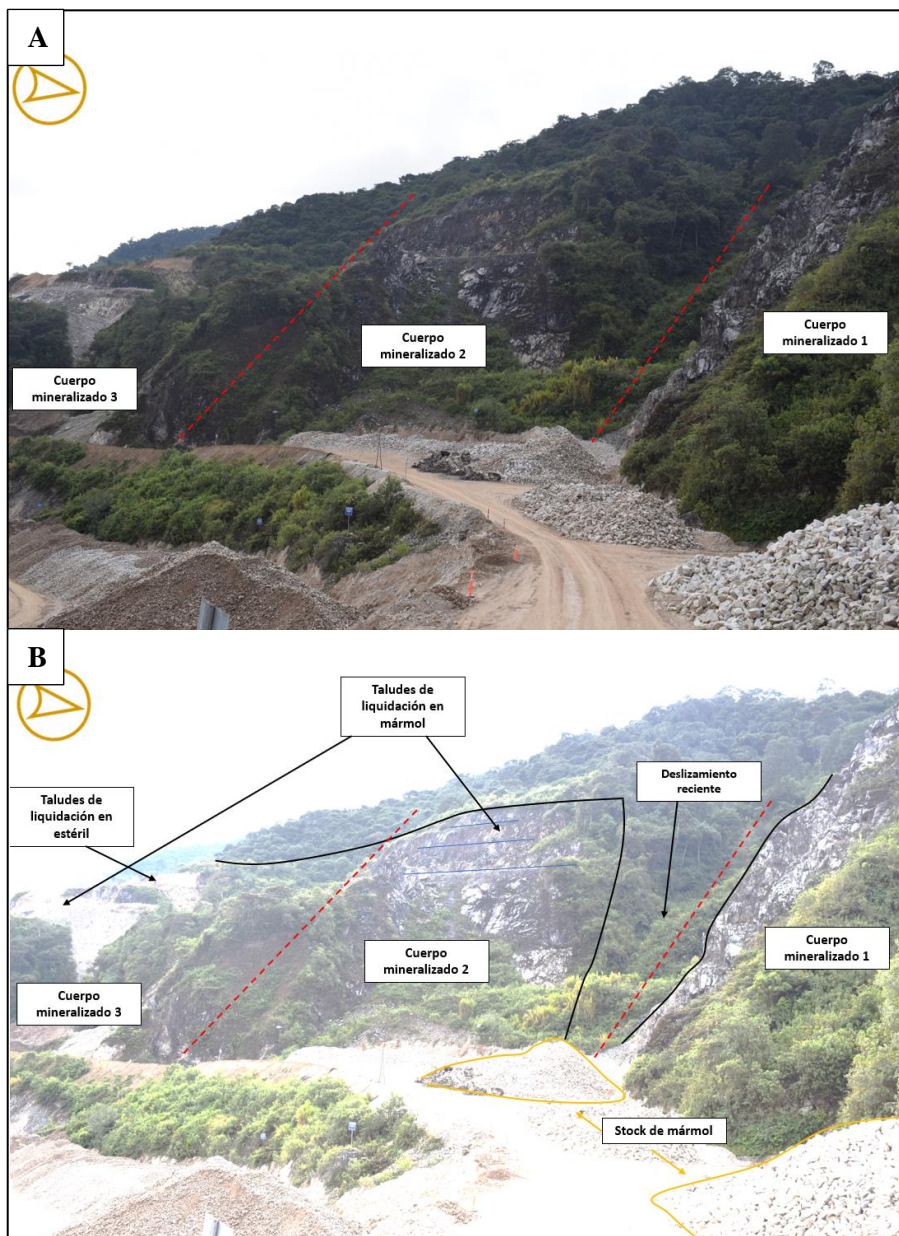 A
Cuerpo
mineralizado 2
Cuerpo
mineralizado 1
Cuerpo
mineralizado 3
B
Taludes de
liquidación en
mármol
Deslizamiento
reciente
Taludes de
liquidación en
estéril
Cuerpo
mineralizado 2
Cuerpo
mineralizado 1
Cuerpo
mineralizado 3
Stock de mármol